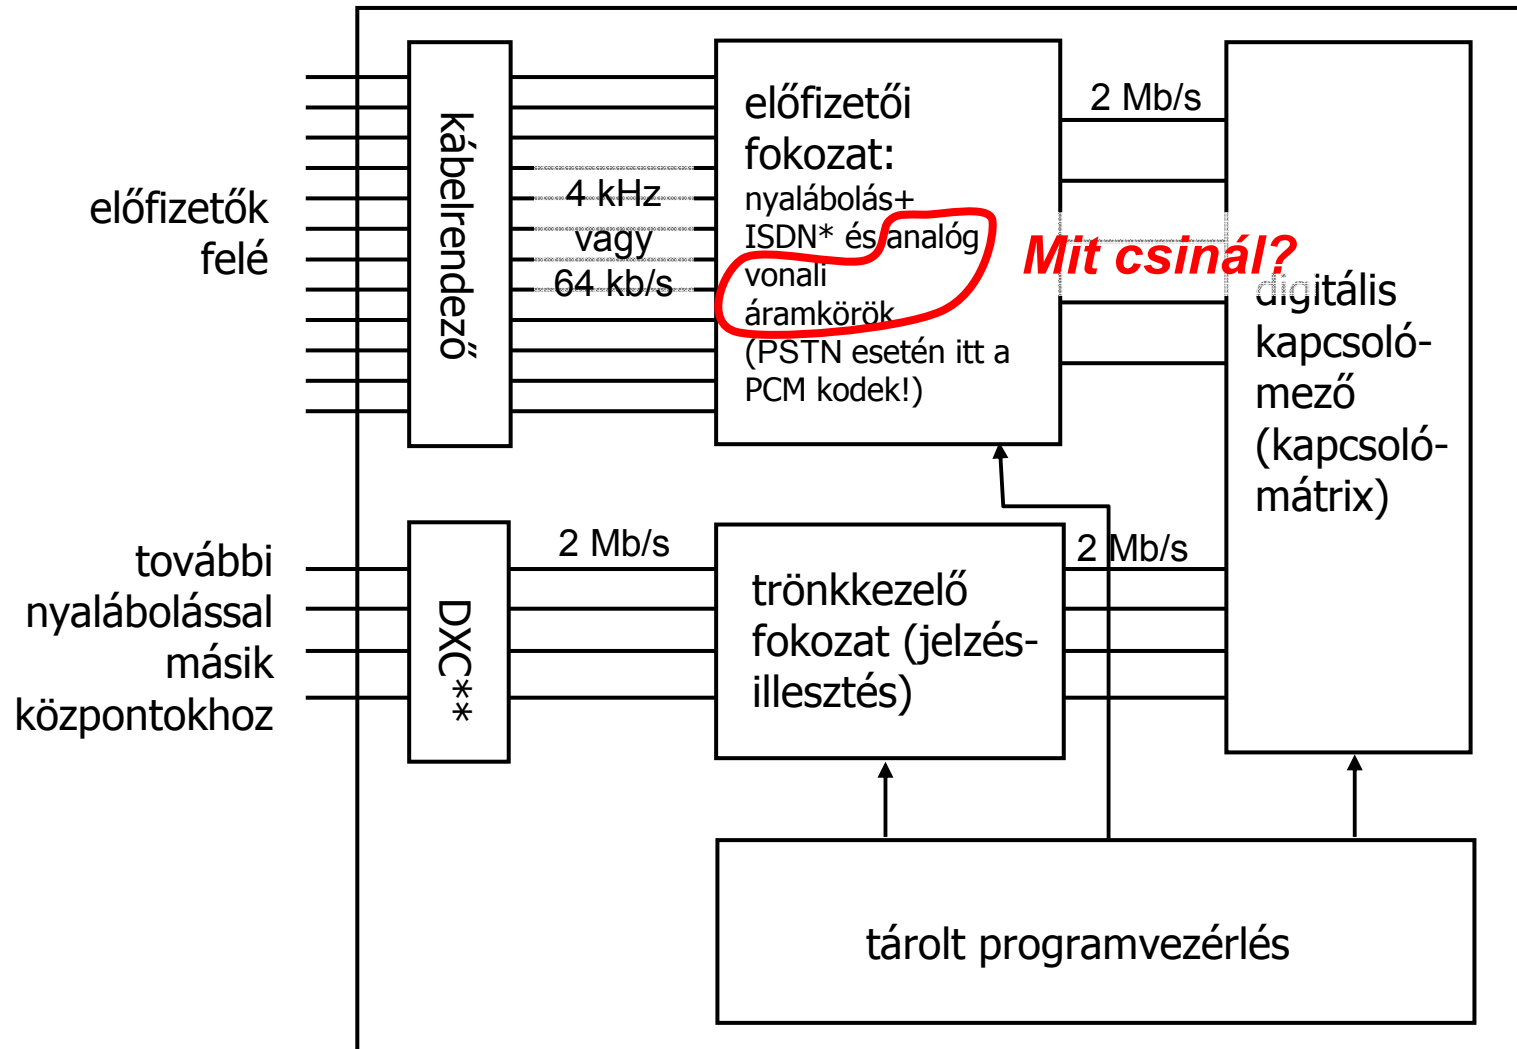 előfizetők
felé
kábelrendező
4 kHz
vagy
64 kb/s
előfizetői
fokozat:
nyalábolás+
ISDN* és analóg
vonali
áramkörök
(PSTN esetén itt a
PCM kodek!)
2 Mb/s
Mit csinál?
digitális
kapcsoló-
mező
(kapcsoló-
mátrix)
további
nyalábolással
másik
központokhoz
DXC**
2 Mb/s
trönkkezelő
fokozat (jelzés-
illesztés)
2 Mb/s
tárolt programvezérlés